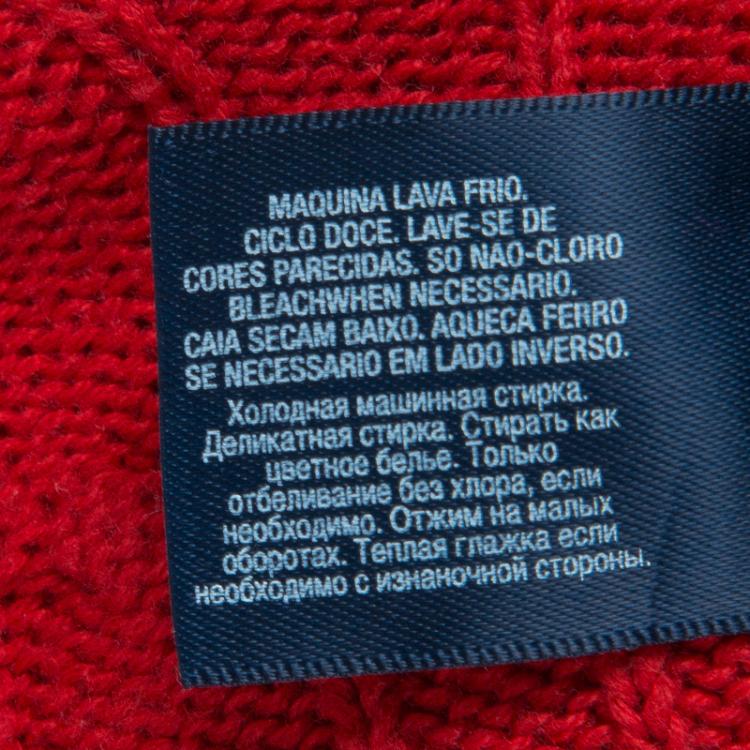 MAQUINA LAVA FRIO.
CICLO DOCE. LAVE-SE DE
CORES PARECIDAS. SO NAO-CLORO
BLEACHWHEN NECESSARIO.
CAIA SECAM BAIXO. AQUECA FERRO
SE NECESSARIO EM LADO INVERSO.
Холодная машинная стирка.
Деликатная стирка. Стирать как
цветное белье. Только
отбеливание без хлора, если
необходимо. Отжим на малых
оборотах. Теплая глажка если
необходимо с изнаночной стороны.